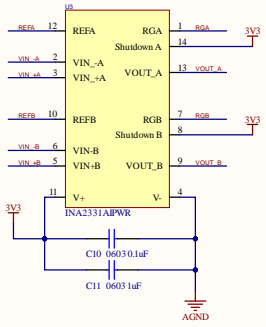 U3
REFA 12 REFA RGA 1 RGA
Shutdown A 14 3V3
VIN_-A 2 VIN_-A
VIN_+A 3 VIN_+A VOUT_A 13 VOUT_A
REFB 10 REFB RGB 7 RGB
Shutdown B 8 3V3
VIN_-B 6 VIN-B
VIN_+B 5 VIN+B VOUT_B 9 VOUT_B
11 V+ V- 4
3V3 INA2331AIPWR
C10 0603 0.1uF
C11 0603 1uF
AGND